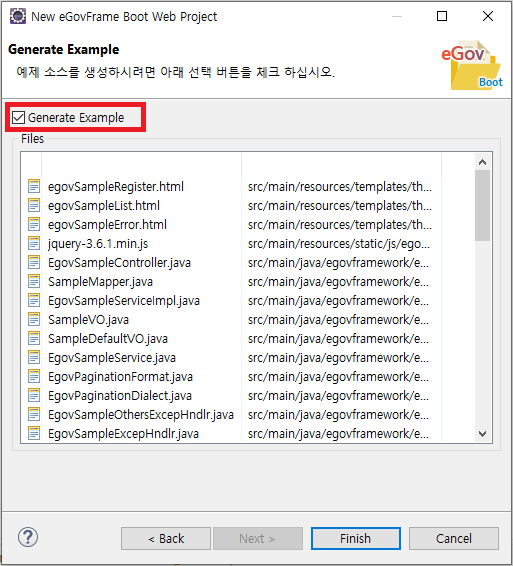 New eGovFrame Boot Web Project
Generate Example
예제 소스를 생성하시려면 아래 선택 버튼을 체크 하십시오.
eGov
Boot
Generate Example
Files
egovSampleRegister.html src/main/resources/templates/th...
egovSampleList.html src/main/resources/templates/th...
egovSampleError.html src/main/resources/templates/th...
jquery-3.6.1.min.js src/main/resources/static/js/ego...
EgovSampleController.java src/main/java/egovframework/e...
SampleMapper.java src/main/java/egovframework/e...
EgovSampleServiceImpl.java src/main/java/egovframework/e...
SampleVO.java src/main/java/egovframework/e...
SampleDefaultVO.java src/main/java/egovframework/e...
EgovSampleService.java src/main/java/egovframework/e...
EgovPaginationFormat.java src/main/java/egovframework/e...
EgovPaginationDialect.java src/main/java/egovframework/e...
EgovSampleOthersExcepHndlr.java src/main/java/egovframework/e...
EgovSampleExcepHndlr.java src/main/java/egovframework/e...
? < Back Next > Finish Cancel